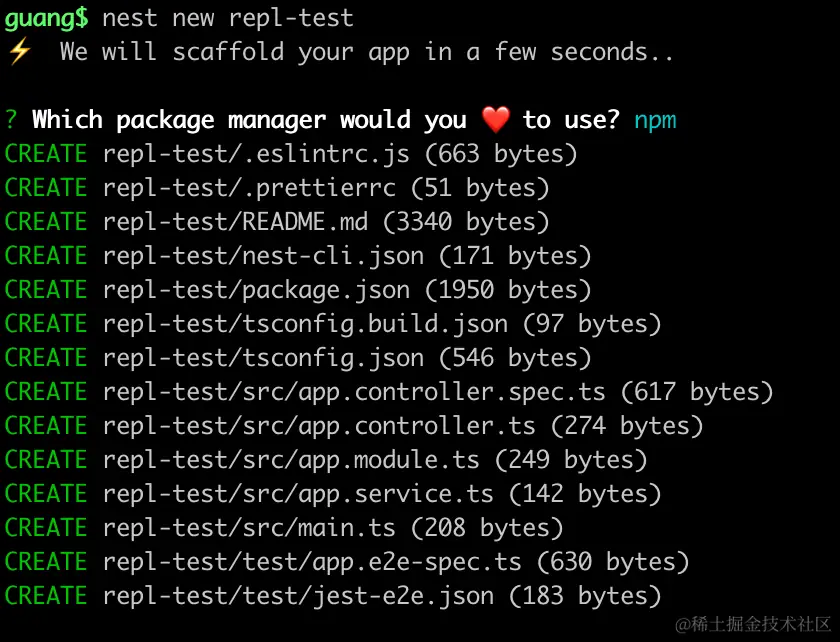 guang$ nest new repl-test
⚡ We will scaffold your app in a few seconds..
? Which package manager would you ❤️ to use? npm
CREATE repl-test/.eslintrc.js (663 bytes)
CREATE repl-test/.prettierrc (51 bytes)
CREATE repl-test/README.md (3340 bytes)
CREATE repl-test/nest-cli.json (171 bytes)
CREATE repl-test/package.json (1950 bytes)
CREATE repl-test/tsconfig.build.json (97 bytes)
CREATE repl-test/tsconfig.json (546 bytes)
CREATE repl-test/src/app.controller.spec.ts (617 bytes)
CREATE repl-test/src/app.controller.ts (274 bytes)
CREATE repl-test/src/app.module.ts (249 bytes)
CREATE repl-test/src/app.service.ts (142 bytes)
CREATE repl-test/src/main.ts (208 bytes)
CREATE repl-test/test/app.e2e-spec.ts (630 bytes)
CREATE repl-test/test/jest-e2e.json (183 bytes)
@稀土掘金技术社区